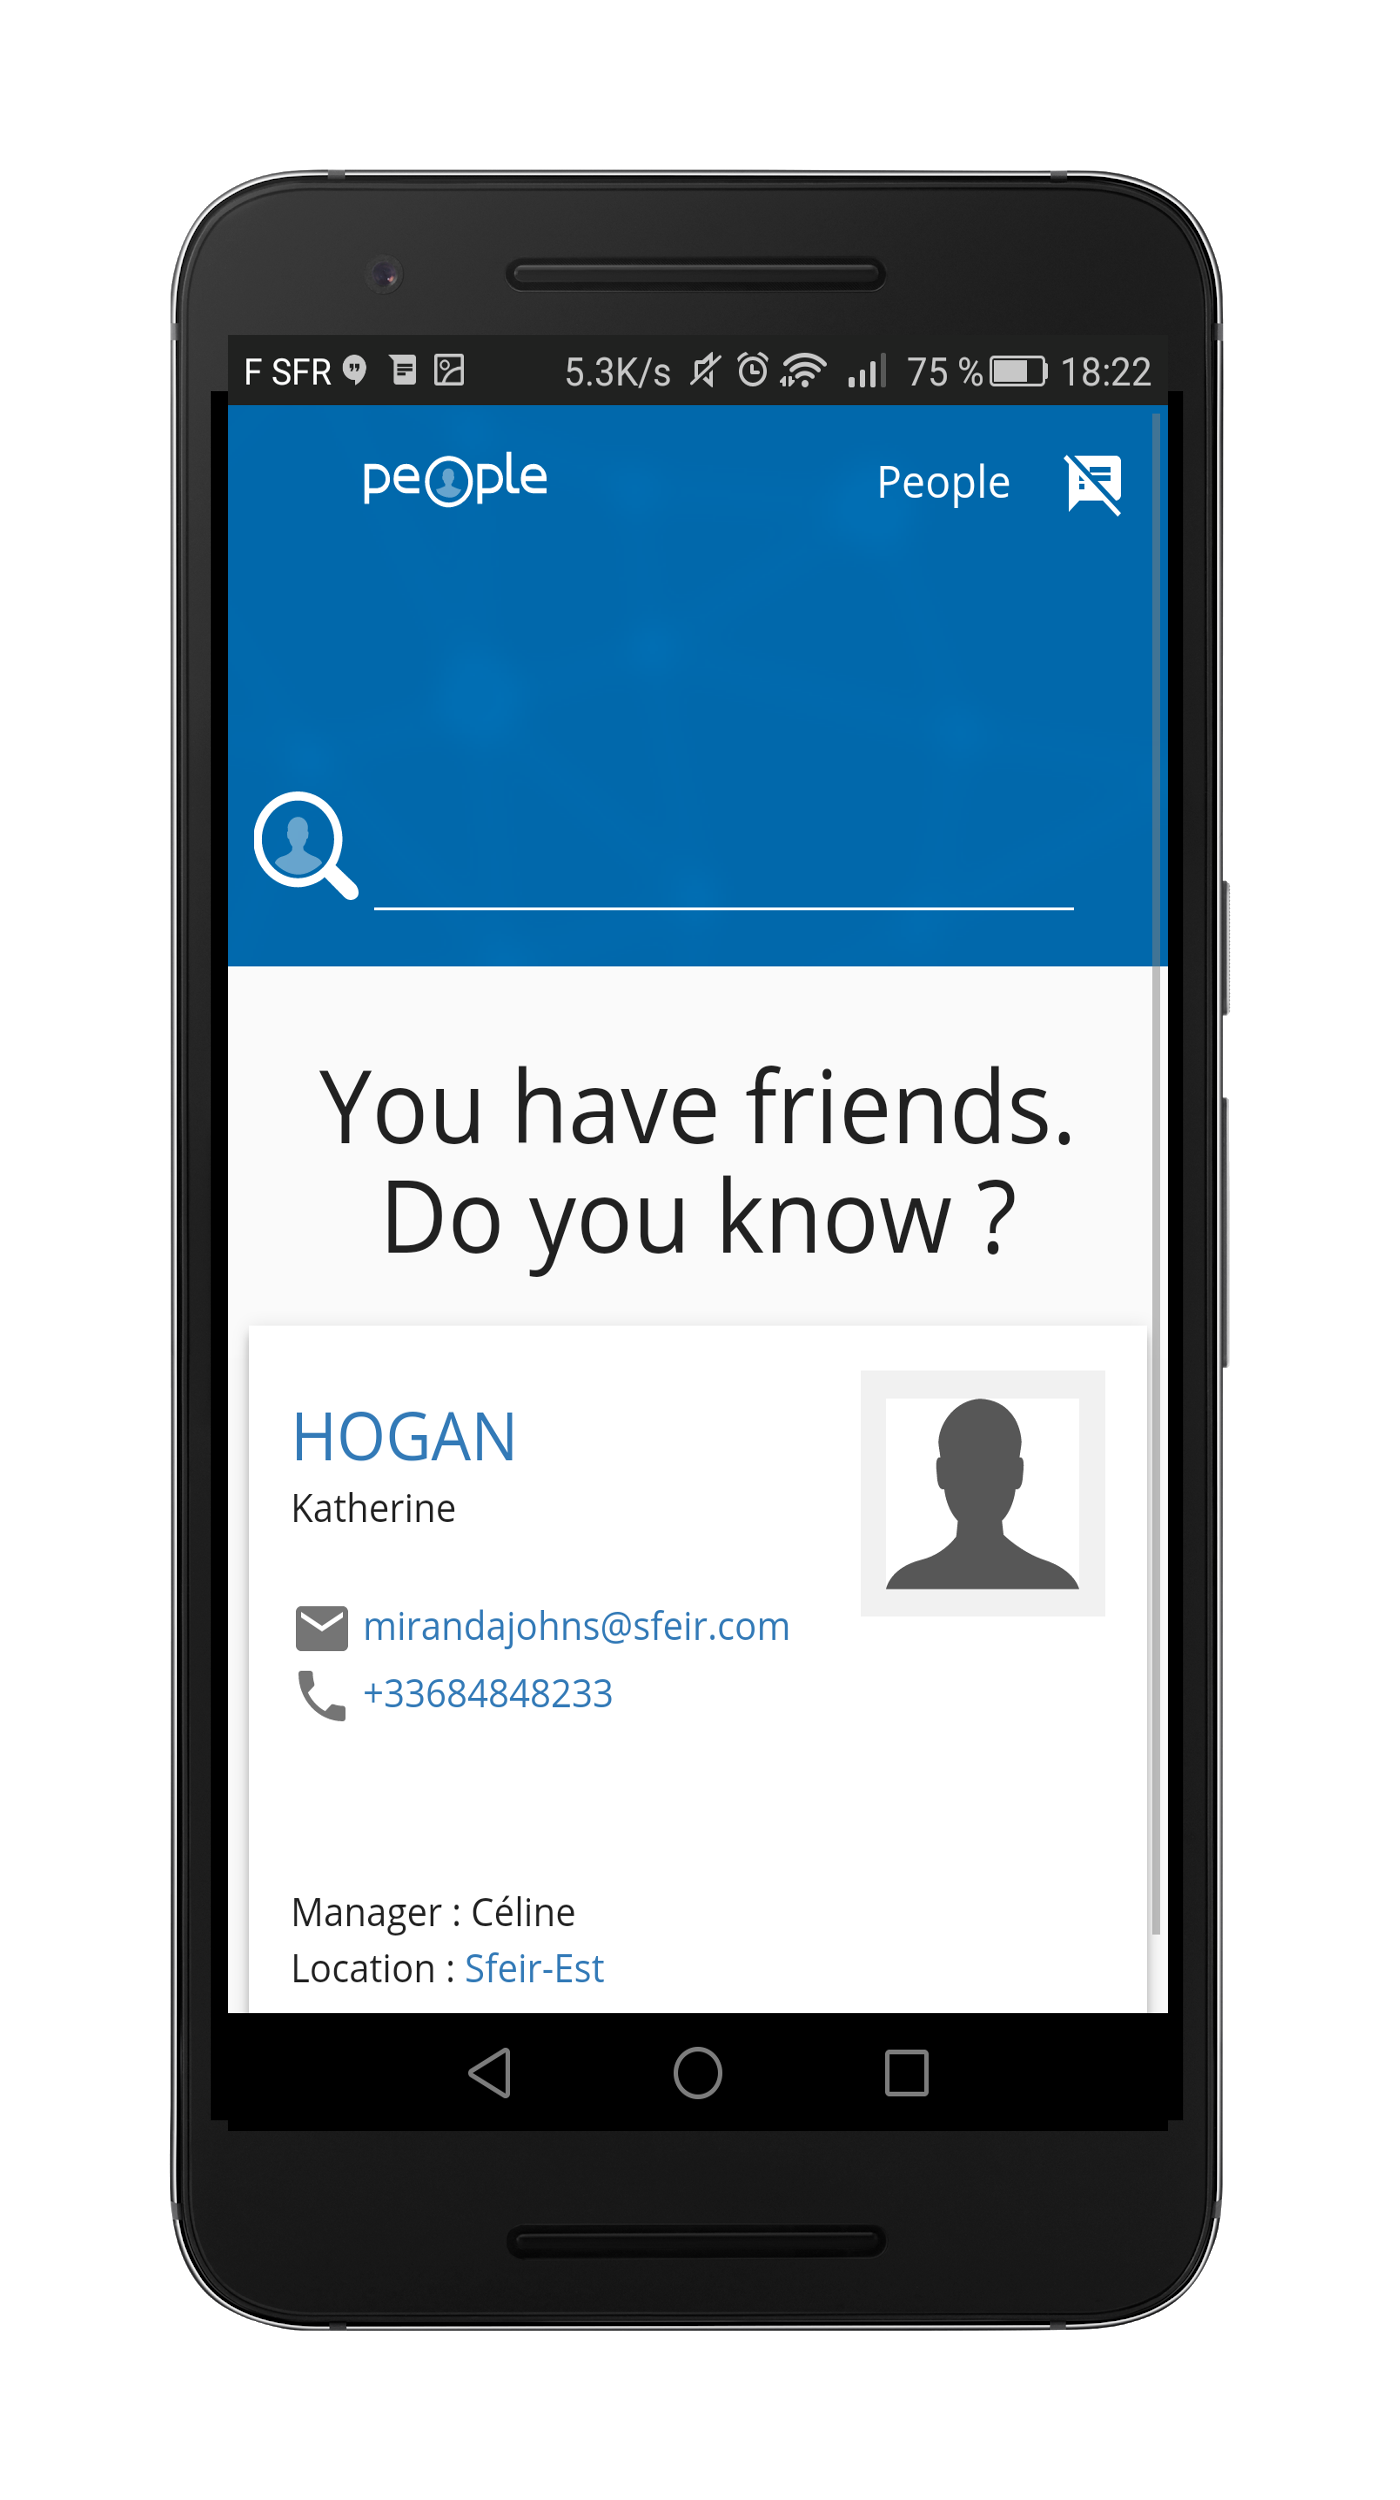 F SFR 5.3K/s 75 % 18:22
people People
You have friends.
Do you know ?
HOGAN
Katherine
mirandajohns@sfeir.com
+33684848233
Manager : Céline
Location : Sfeir-Est